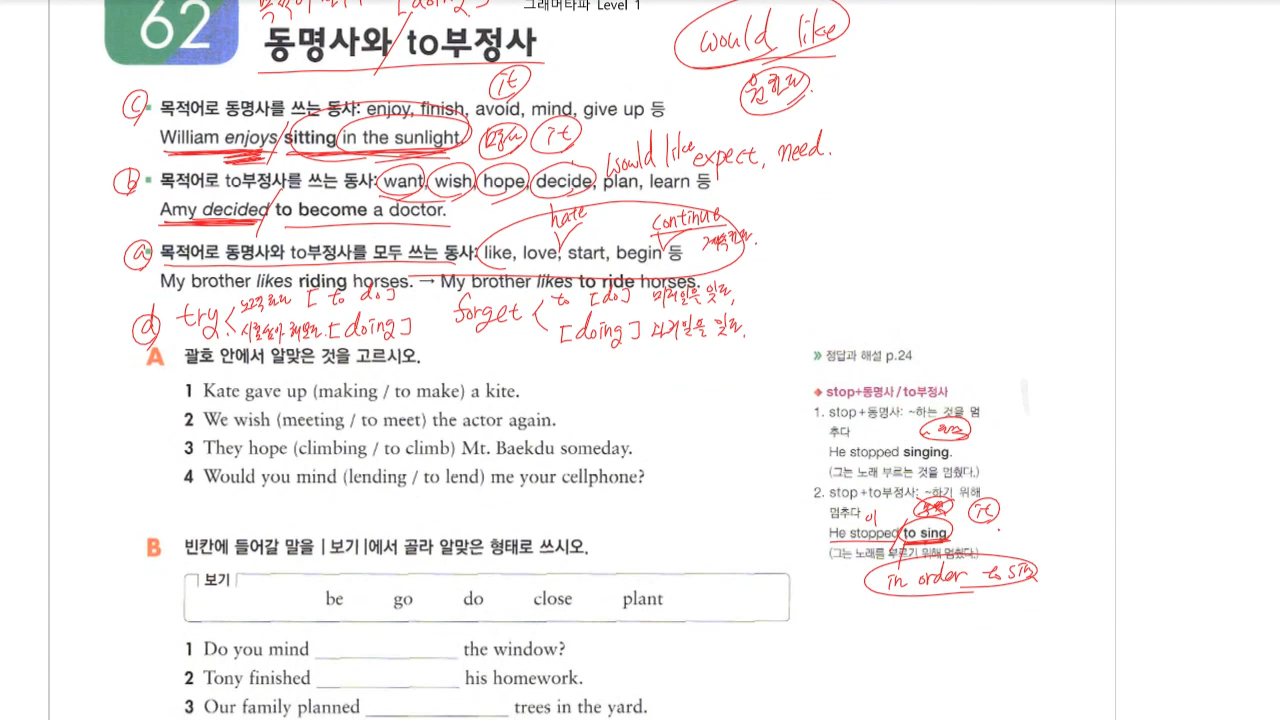 그래머타파 Level 1
[doing]
62 동명사와 to부정사
would like
원하다
it
ⓒ 목적어로 동명사를 쓰는 동사: enjoy, finish, avoid, mind, give up 등
William enjoys sitting in the sunlight.
it
would like expect, need.
ⓑ 목적어로 to부정사를 쓰는 동사: want, wish, hope, decide, plan, learn 등
Amy decided to become a doctor.
hate
continue
ⓐ 목적어로 동명사와 to부정사를 모두 쓰는 동사: like, love, start, begin 등
My brother likes riding horses. → My brother likes to ride horses.
ⓓ try [to do]
[doing]
forget to [do] 미래일을 잊다,
[doing] 과거일을 잊다.
A 괄호 안에서 알맞은 것을 고르시오.
1 Kate gave up (making / to make) a kite.
2 We wish (meeting / to meet) the actor again.
3 They hope (climbing / to climb) Mt. Baekdu someday.
4 Would you mind (lending / to lend) me your cellphone?
B 빈칸에 들어갈 말을 |보기|에서 골라 알맞은 형태로 쓰시오.
보기
be go do close plant
1 Do you mind ____ the window?
2 Tony finished ____ his homework.
3 Our family planned ____ trees in the yard.
» 정답과 해설 p.24
stop+동명사/to부정사
1. stop+동명사: ~하는 것을 멈
추다
He stopped singing.
(그는 노래 부르는 것을 멈췄다.)
2. stop+to부정사: ~하기 위해
멈추다
it
He stopped to sing.
(그는 노래를 부르기 위해 멈췄다.)
in order to sing